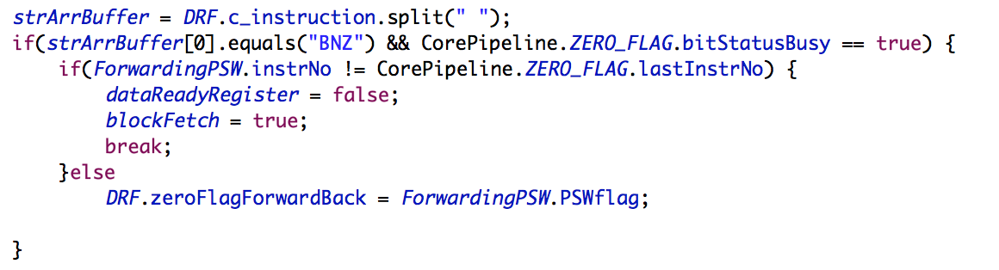 strArrBuffer = DRF.c_instruction.split(" ");
if(strArrBuffer[0].equals("BNZ") && CorePipeline.ZERO_FLAG.bitStatusBusy == true) {
    if(ForwardingPSW.instrNo != CorePipeline.ZERO_FLAG.lastInstrNo) {
        dataReadyRegister = false;
        blockFetch = true;
        break;
    }else
        DRF.zeroFlagForwardBack = ForwardingPSW.PSWflag;
}